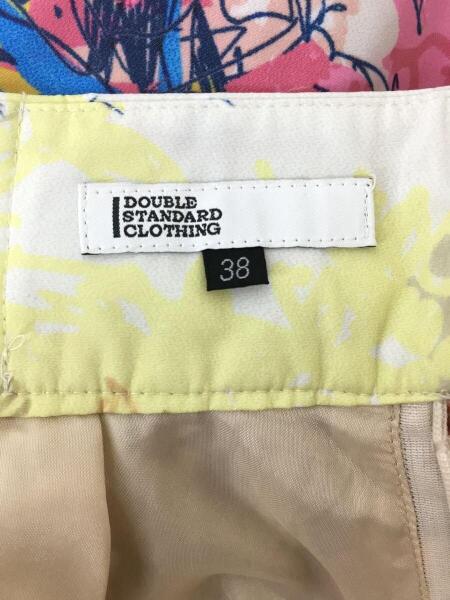 DOUBLE
STANDARD
CLOTHING
38